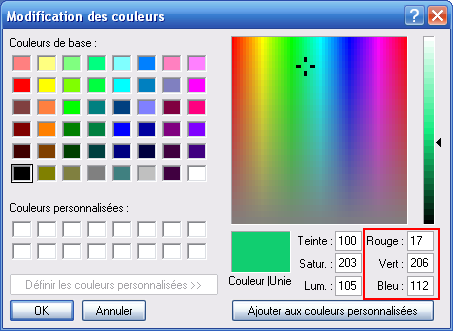 Modification des couleurs
Couleurs de base :
Couleurs personnalisées :
Définir les couleurs personnalisées >>
OK
Annuler
Couleur |Unie
Teinte : 100
Satur. : 203
Lum. : 105
Rouge : 17
Vert : 206
Bleu : 112
Ajouter aux couleurs personnalisées